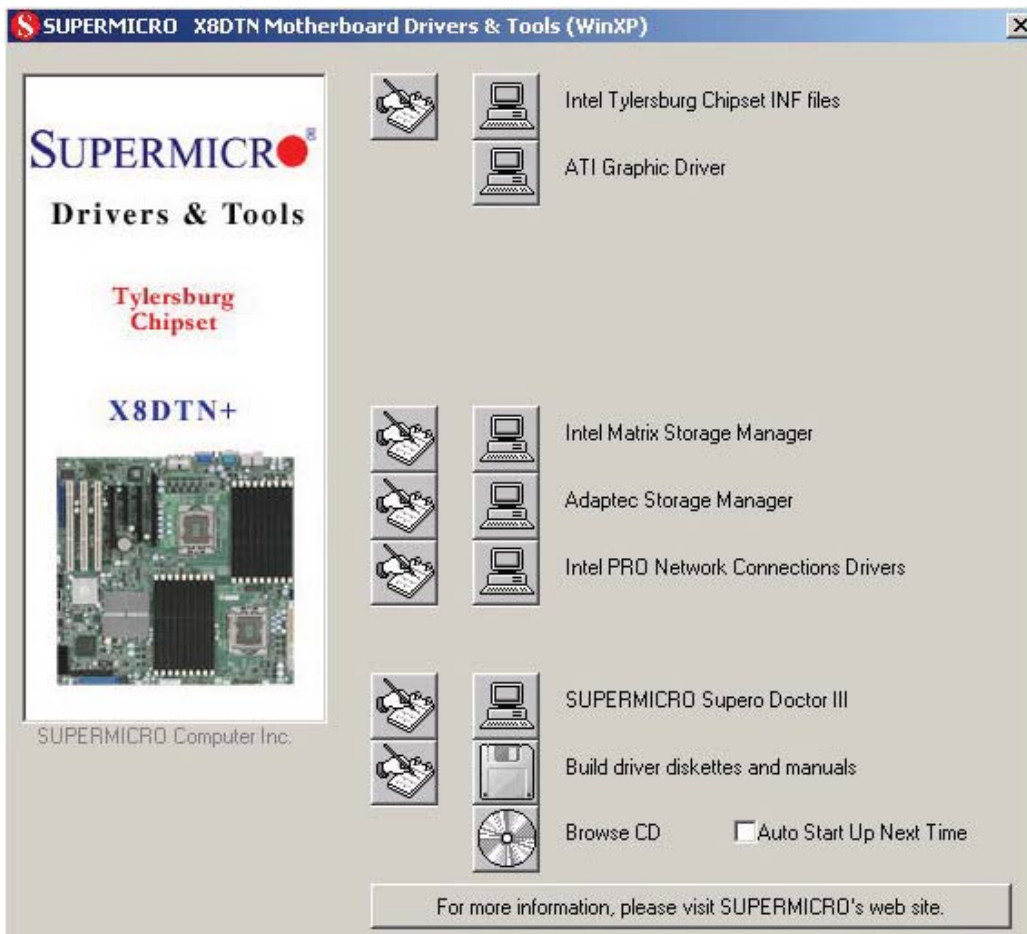 SUPERMICRO X8DTN Motherboard Drivers & Tools (WinXP)
SUPERMICRO®
Drivers & Tools
Tylersburg
Chipset
X8DTN+
SUPERMICRO Computer Inc.
Intel Tylersburg Chipset INF files
ATI Graphic Driver
Intel Matrix Storage Manager
Adaptec Storage Manager
Intel PRO Network Connections Drivers
SUPERMICRO Supero Doctor III
Build driver diskettes and manuals
Browse CD Auto Start Up Next Time
For more information, please visit SUPERMICRO's web site.